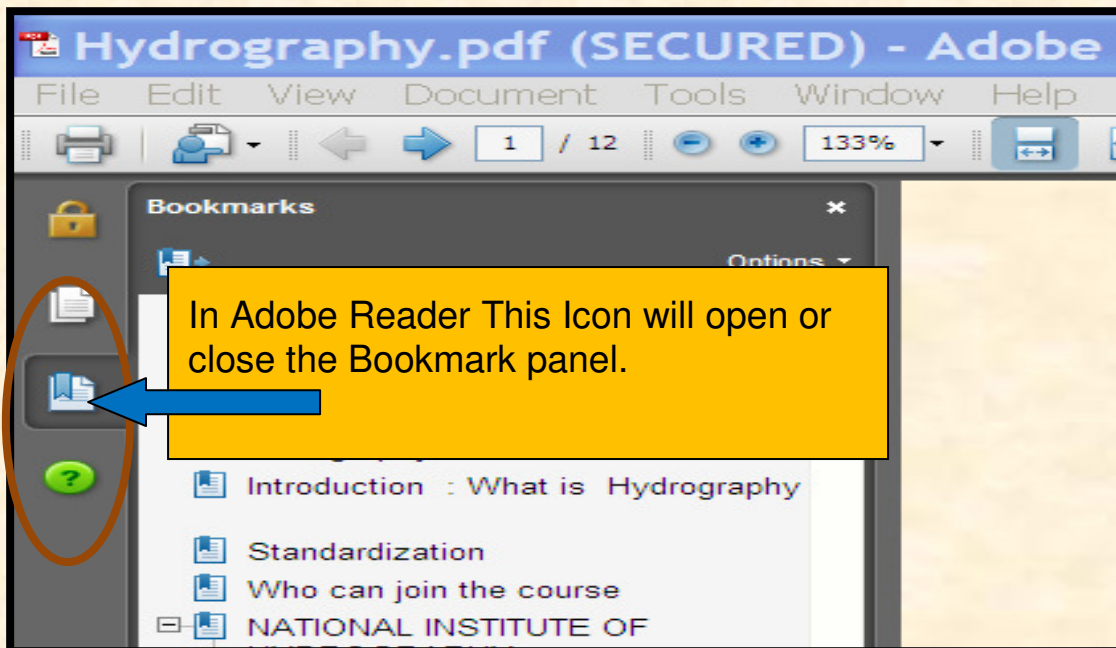 Hydrography.pdf (SECURED) - Adobe
File Edit View Document Tools Window Help
1 / 12 133%
Bookmarks
Options
In Adobe Reader This Icon will open or
close the Bookmark panel.
?
Introduction : What is Hydrography
Standardization
Who can join the course
NATIONAL INSTITUTE OF